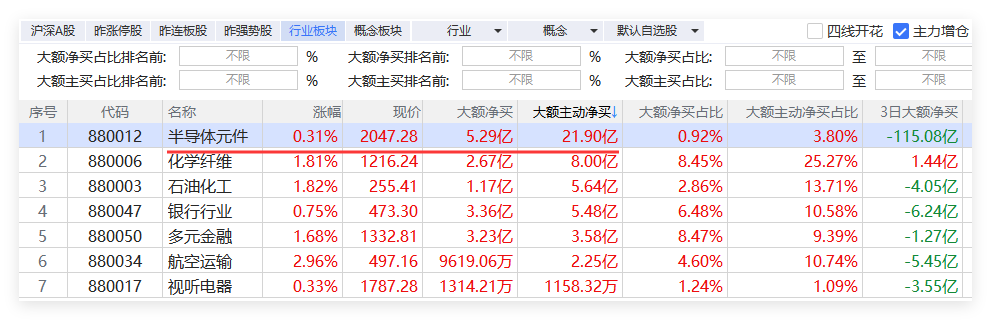 沪深A股 昨涨停股 昨连板股 昨强势股 行业板块 概念板块 行业 概念 默认自选股 四线开花 主力增仓
大额净买占比排名前: 不限 % 大额净买排名前: 不限 % 大额净买占比: 不限 至 不限
大额主动净买占比排名前: 不限 % 大额主动净买排名前: 不限 % 大额主动净买占比: 不限 至 不限
序号 代码 名称 涨幅 现价 大额净买 大额主动净买↓ 大额净买占比 大额主动净买占比 3日大额净买
1 880012 半导体元件 0.31% 2047.28 5.29亿 21.90亿 0.92% 3.80% -115.08亿
2 880006 化学纤维 1.81% 1216.24 2.67亿 8.00亿 8.45% 25.27% 1.44亿
3 880003 石油化工 1.82% 255.41 1.17亿 5.64亿 2.86% 13.71% -4.05亿
4 880047 银行行业 0.75% 473.30 3.36亿 5.48亿 6.48% 10.58% -6.24亿
5 880050 多元金融 1.68% 1332.81 3.23亿 3.58亿 8.47% 9.39% -1.27亿
6 880034 航空运输 2.96% 497.16 9619.06万 2.25亿 4.60% 10.74% -5.45亿
7 880017 视听电器 0.33% 1787.28 1314.21万 1158.32万 1.24% 1.09% -3.55亿